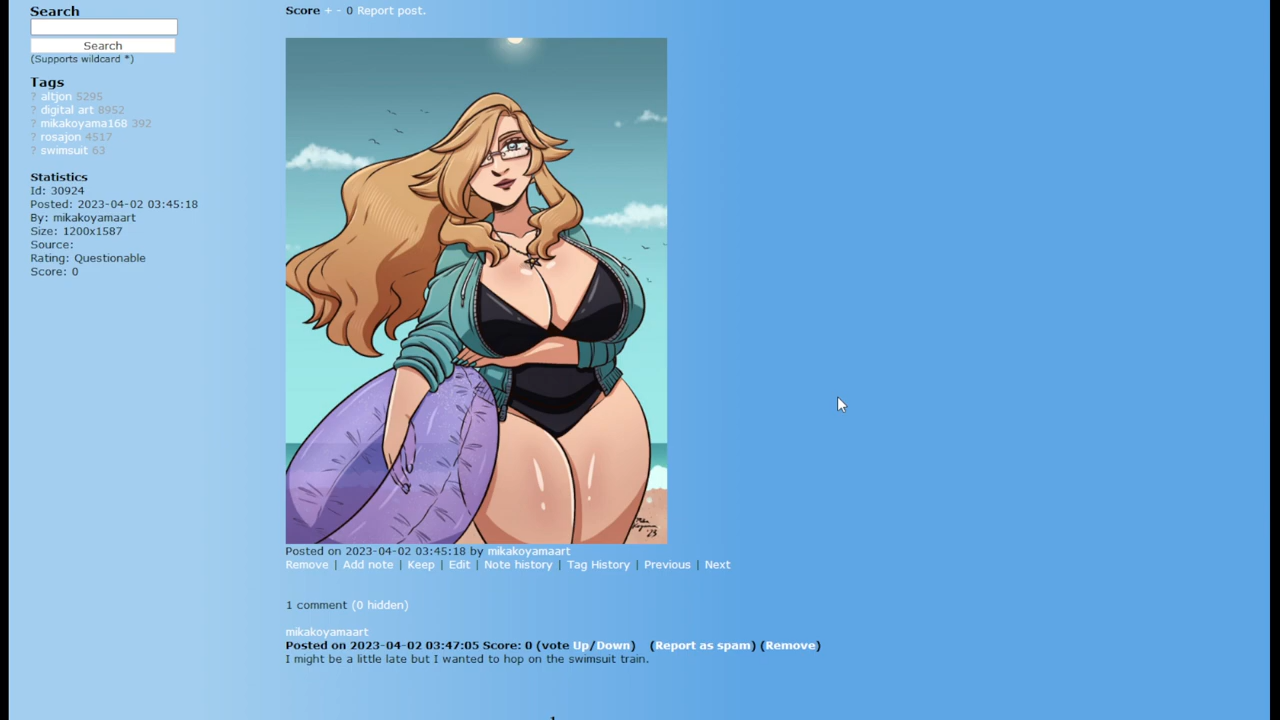 Search
Search
(Supports wildcard *)
Tags
? altjon 5295
? digital art 8952
? mikakoyama168 392
? rosajon 4517
? swimsuit 63
Statistics
Id: 30924
Posted: 2023-04-02 03:45:18
By: mikakoyamaart
Size: 1200x1587
Source:
Rating: Questionable
Score: 0
Score + - 0 Report post.
Posted on 2023-04-02 03:45:18 by mikakoyamaart
Remove | Add note | Keep | Edit | Note history | Tag History | Previous | Next
1 comment (0 hidden)
mikakoyamaart
Posted on 2023-04-02 03:47:05 Score: 0 (vote Up/Down) (Report as spam) (Remove)
I might be a little late but I wanted to hop on the swimsuit train.